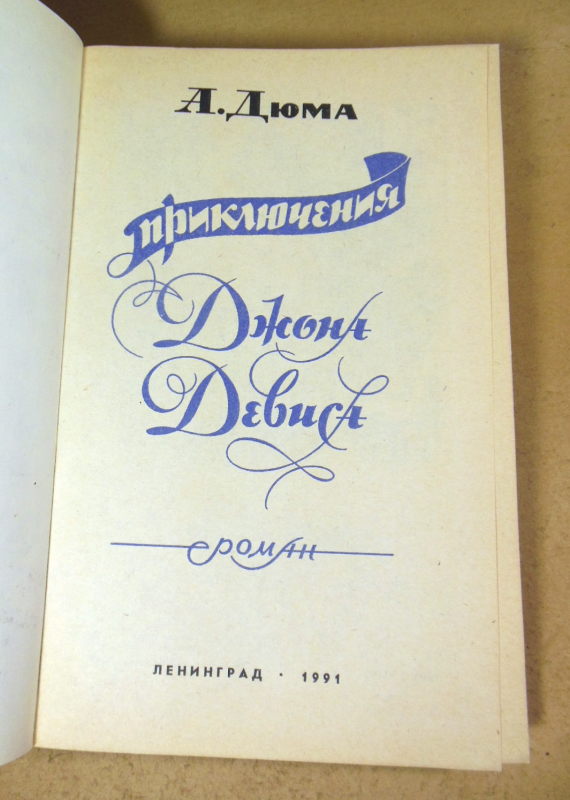 А. Дюма
приключения
Джона
Девиса
роман
ЛЕНИНГРАД · 1991